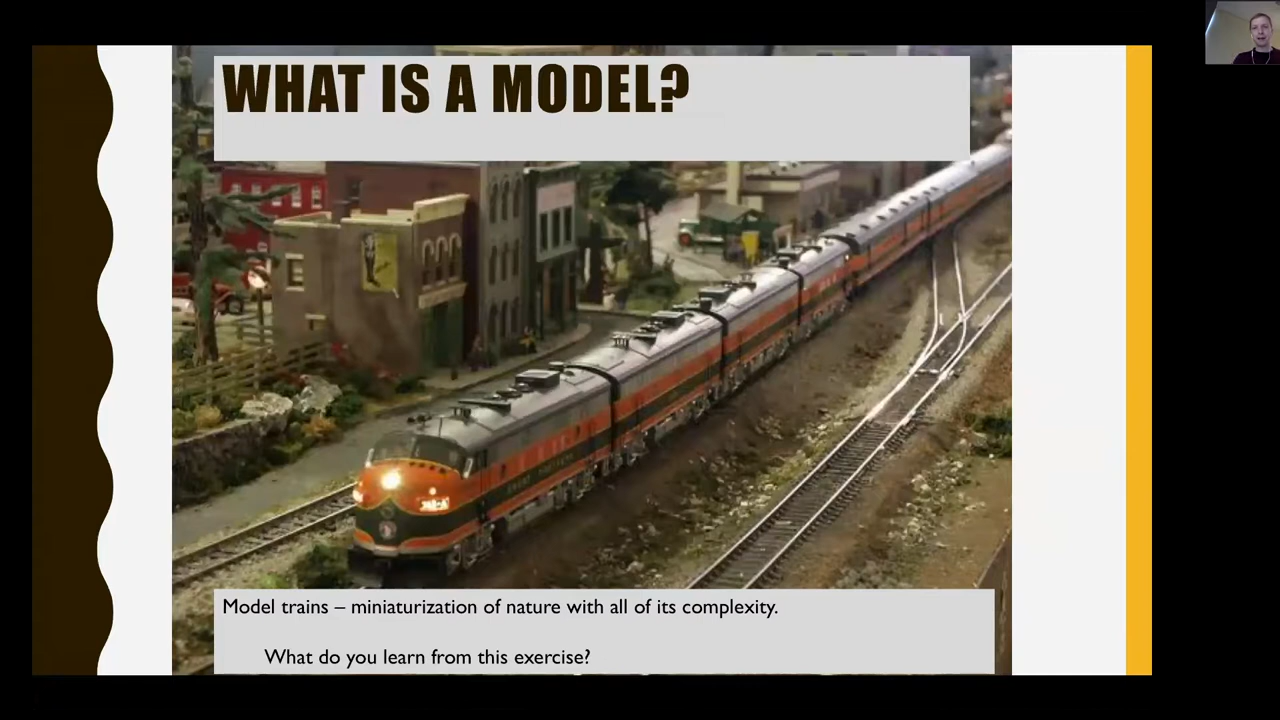 WHAT IS A MODEL?
Model trains – miniaturization of nature with all of its complexity.
What do you learn from this exercise?